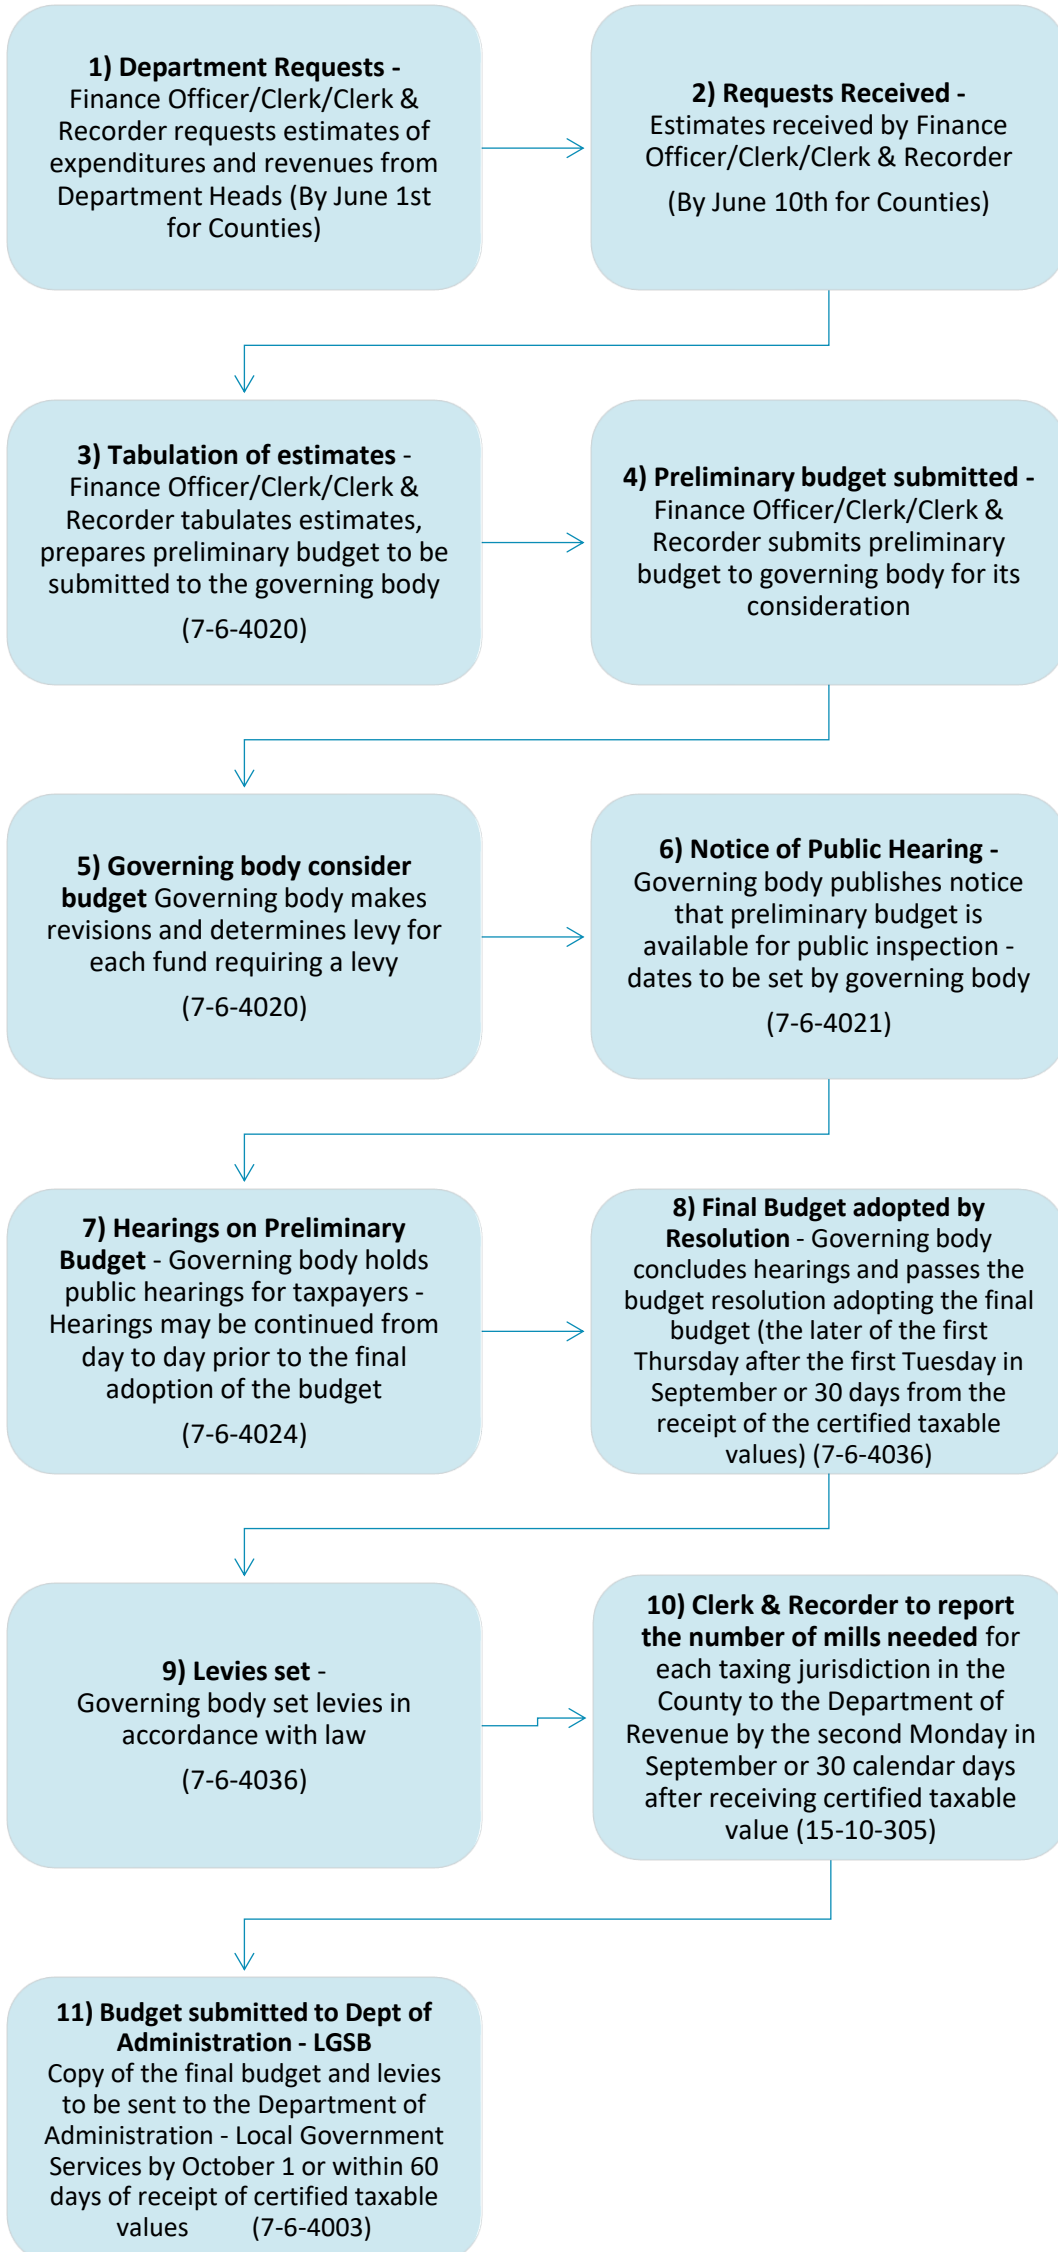 1) Department Requests -
Finance Officer/Clerk/Clerk &
Recorder requests estimates of
expenditures and revenues from
Department Heads (By June 1st
for Counties)
2) Requests Received -
Estimates received by Finance
Officer/Clerk/Clerk & Recorder
(By June 10th for Counties)
3) Tabulation of estimates -
Finance Officer/Clerk/Clerk &
Recorder tabulates estimates,
prepares preliminary budget to be
submitted to the governing body
(7-6-4020)
4) Preliminary budget submitted -
Finance Officer/Clerk/Clerk &
Recorder submits preliminary
budget to governing body for its
consideration
5) Governing body consider
budget Governing body makes
revisions and determines levy for
each fund requiring a levy
(7-6-4020)
6) Notice of Public Hearing -
Governing body publishes notice
that preliminary budget is
available for public inspection -
dates to be set by governing body
(7-6-4021)
7) Hearings on Preliminary
Budget - Governing body holds
public hearings for taxpayers -
Hearings may be continued from
day to day prior to the final
adoption of the budget
(7-6-4024)
8) Final Budget adopted by
Resolution - Governing body
concludes hearings and passes the
budget resolution adopting the final
budget (the later of the first
Thursday after the first Tuesday in
September or 30 days from the
receipt of the certified taxable
values) (7-6-4036)
9) Levies set -
Governing body set levies in
accordance with law
(7-6-4036)
10) Clerk & Recorder to report
the number of mills needed for
each taxing jurisdiction in the
County to the Department of
Revenue by the second Monday in
September or 30 calendar days
after receiving certified taxable
value (15-10-305)
11) Budget submitted to Dept of
Administration - LGSB
Copy of the final budget and levies
to be sent to the Department of
Administration - Local Government
Services by October 1 or within 60
days of receipt of certified taxable
values (7-6-4003)